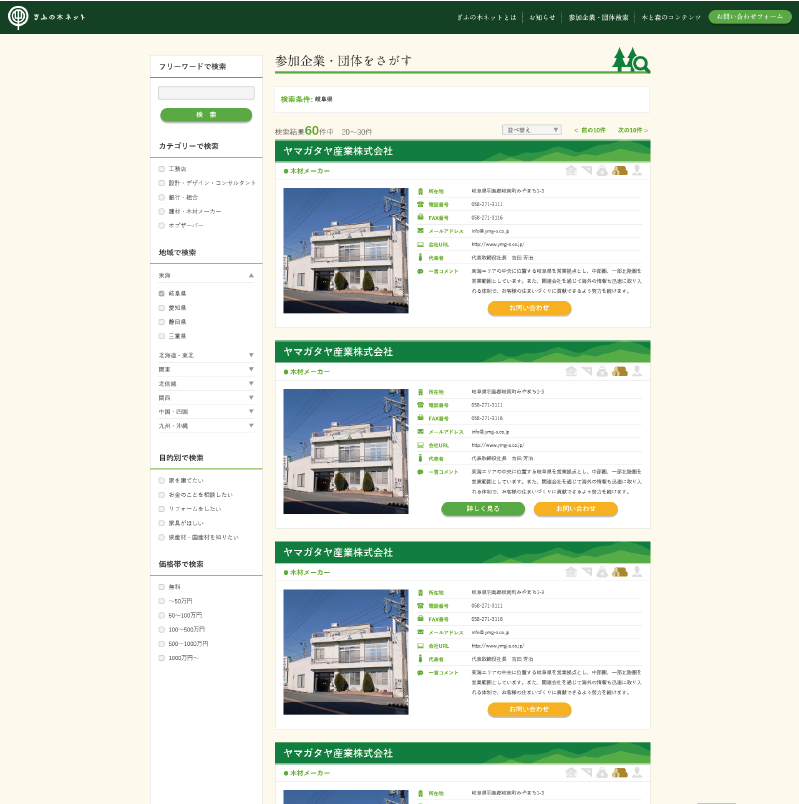 ぎふの木ネット
ぎふの木ネットとは
お知らせ
参加企業・団体検索
木と森のコンテンツ
お問い合わせフォーム
フリーワードで検索
検 索
カテゴリーで検索
工務店
設計・デザイン・コンサルタント
銀行・組合
建材・木材メーカー
オブザーバー
地域で検索
東海 ▲
岐阜県
愛知県
静岡県
三重県
北海道・東北 ▼
関東 ▼
北信越 ▼
関西 ▼
中国・四国 ▼
九州・沖縄 ▼
目的別で検索
家を建てたい
お金のことを相談したい
リフォームをしたい
家具がほしい
県産材・国産材を知りたい
価格帯で検索
無料
〜50万円
50〜100万円
100〜500万円
500〜1000万円
1000万円〜
参加企業・団体をさがす
検索条件: 岐阜県
検索結果60件中 20〜30件
並べ替え ▼
< 前の10件
次の10件 >
ヤマガタヤ産業株式会社
木材メーカー
所在地 岐阜県羽島郡岐南町みやまち1-3
電話番号 058-271-3111
FAX番号 058-271-3116
メールアドレス info@ymg-s.co.jp
会社URL http://www.ymg-s.co.jp/
代表者 代表取締役社長 吉田 芳治
一言コメント 東海エリアの中央に位置する岐阜県を営業拠点とし、中部圏、一部北陸圏を
営業範囲としています。また、関連会社を通じて海外の情報も迅速に取り入
れる体制で、お客様の住まいづくりに貢献できるよう努力を続けます。
お問い合わせ
ヤマガタヤ産業株式会社
木材メーカー
所在地 岐阜県羽島郡岐南町みやまち1-3
電話番号 058-271-3111
FAX番号 058-271-3116
メールアドレス info@ymg-s.co.jp
会社URL http://www.ymg-s.co.jp/
代表者 代表取締役社長 吉田 芳治
一言コメント 東海エリアの中央に位置する岐阜県を営業拠点とし、中部圏、一部北陸圏を
営業範囲としています。また、関連会社を通じて海外の情報も迅速に取り入
れる体制で、お客様の住まいづくりに貢献できるよう努力を続けます。
詳しく見る
お問い合わせ
ヤマガタヤ産業株式会社
木材メーカー
所在地 岐阜県羽島郡岐南町みやまち1-3
電話番号 058-271-3111
FAX番号 058-271-3116
メールアドレス info@ymg-s.co.jp
会社URL http://www.ymg-s.co.jp/
代表者 代表取締役社長 吉田 芳治
一言コメント 東海エリアの中央に位置する岐阜県を営業拠点とし、中部圏、一部北陸圏を
営業範囲としています。また、関連会社を通じて海外の情報も迅速に取り入
れる体制で、お客様の住まいづくりに貢献できるよう努力を続けます。
お問い合わせ
ヤマガタヤ産業株式会社
木材メーカー
所在地 岐阜県羽島郡岐南町みやまち1-3